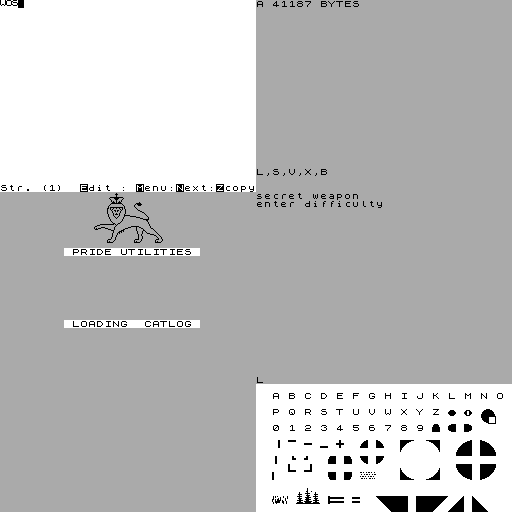 WOS
Str. (1) Edit : Menu:Next:Zcopy
A 41187 BYTES
L,S,V,X,B
PRIDE UTILITIES
LOADING CATLOG
secret weapon
enter difficulty
L
A B C D E F G H I J K L M N O
P Q R S T U V W X Y Z
0 1 2 3 4 5 6 7 8 9